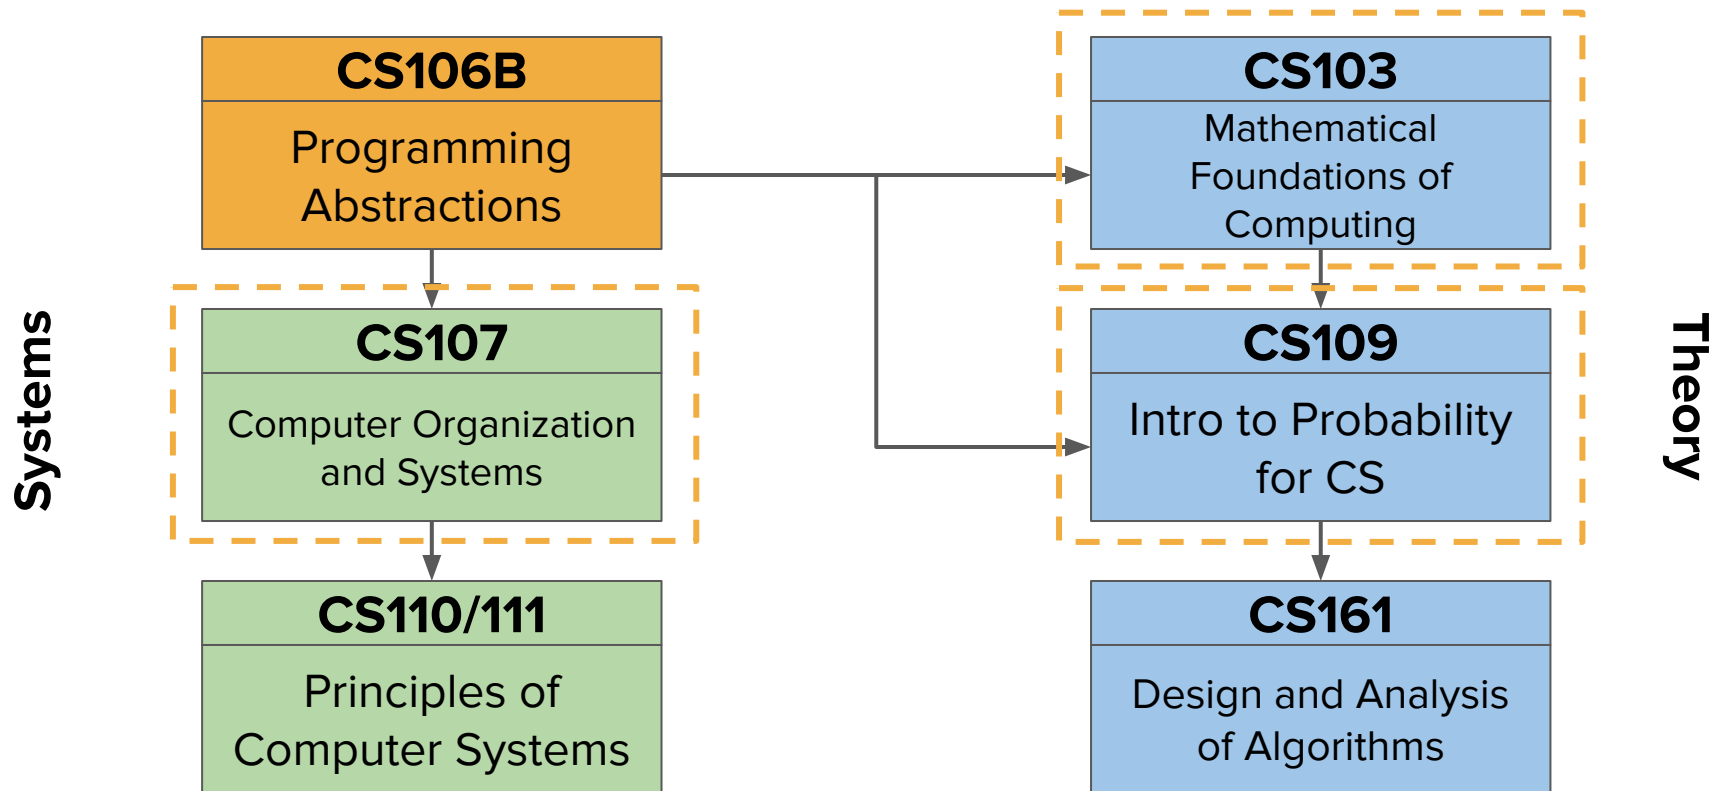 CS106B
Programming
Abstractions
CS103
Mathematical
Foundations of
Computing
Systems
CS107
Computer Organization
and Systems
CS109
Intro to Probability
for CS
Theory
CS110/111
Principles of
Computer Systems
CS161
Design and Analysis
of Algorithms